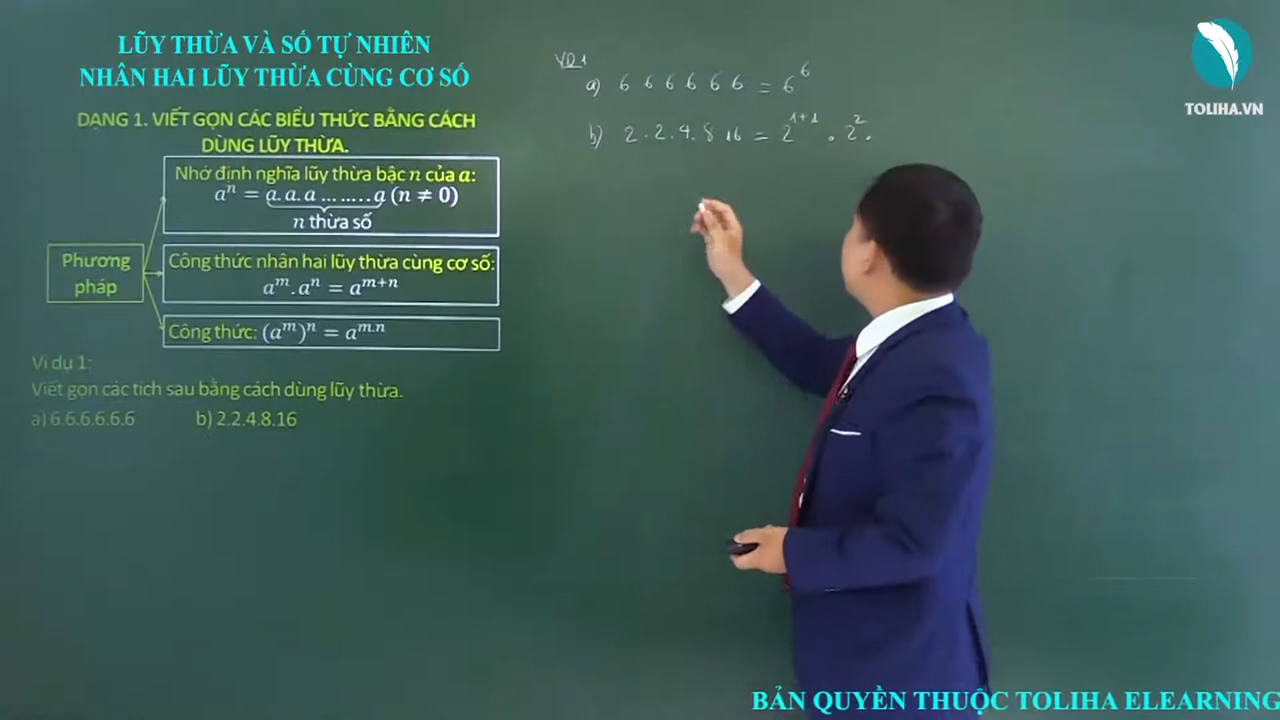 LŨY THỪA VÀ SỐ TỰ NHIÊN
NHÂN HAI LŨY THỪA CÙNG CƠ SỐ
DẠNG 1. VIẾT GỌN CÁC BIỂU THỨC BẰNG CÁCH
DÙNG LŨY THỪA.
Phương
pháp
Nhớ định nghĩa lũy thừa bậc n của a:
aⁿ = a.a.a ........a (n ≠ 0)
n thừa số
Công thức nhân hai lũy thừa cùng cơ số:
aᵐ.aⁿ = aᵐ⁺ⁿ
Công thức: (aᵐ)ⁿ = aᵐ·ⁿ
Ví dụ 1:
Viết gọn các tích sau bằng cách dùng lũy thừa.
a) 6.6.6.6.6.6 b) 2.2.4.8.16
VD 1
a) 6 6 6 6 6 6 = 6⁶
b) 2.2.4.8 16 = 2¹⁺¹ . 2².
TOLIHA.VN
BẢN QUYỀN THUỘC TOLIHA ELEARNING